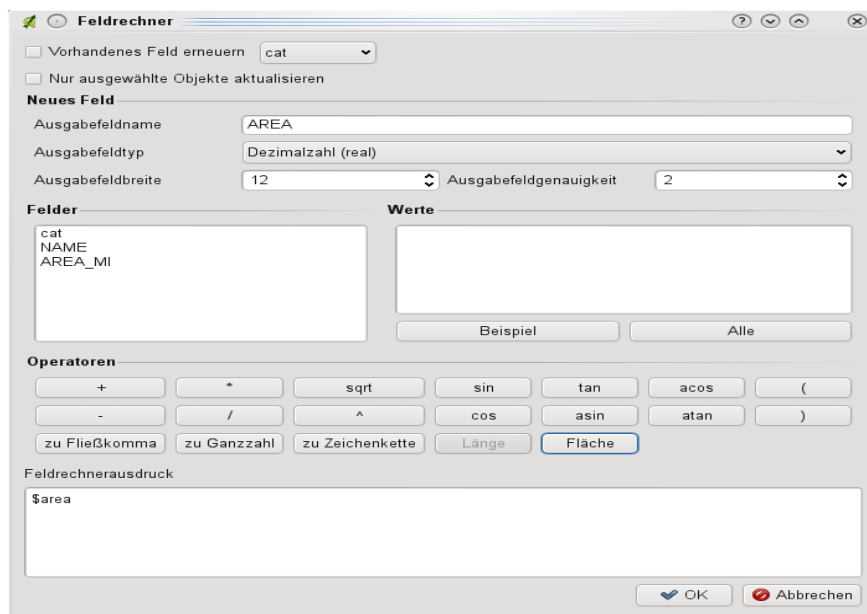 Feldrechner
Vorhandenes Feld erneuern cat
Nur ausgewählte Objekte aktualisieren
Neues Feld
Ausgabefeldname AREA
Ausgabefeldtyp Dezimalzahl (real)
Ausgabefeldbreite 12 Ausgabefeldgenauigkeit 2
Felder Werte
cat
NAME
AREA_MI
Beispiel Alle
Operatoren
+ * sqrt sin tan acos (
- / ^ cos asin atan )
zu Fließkomma zu Ganzzahl zu Zeichenkette Länge Fläche
Feldrechnerausdruck
$area
OK Abbrechen